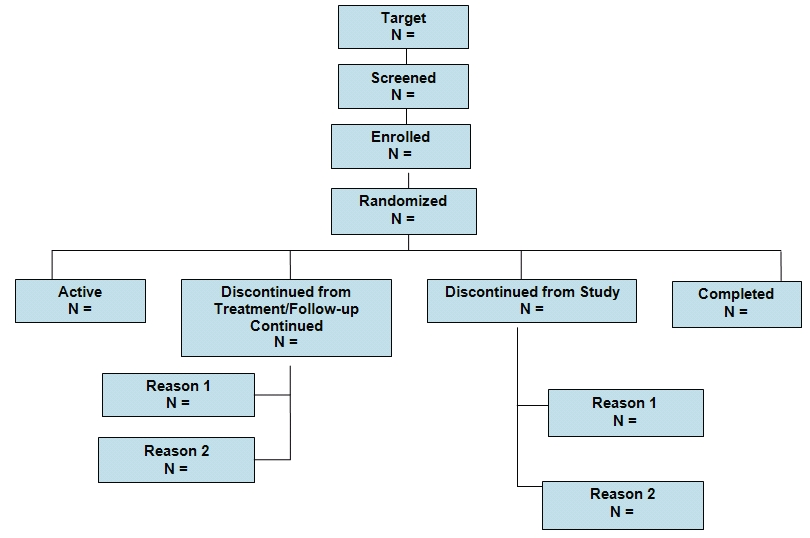 Target
N =
Screened
N =
Enrolled
N =
Randomized
N =
Active
N =
Discontinued from
Treatment/Follow-up
Continued
N =
Discontinued from Study
N =
Completed
N =
Reason 1
N =
Reason 2
N =
Reason 1
N =
Reason 2
N =